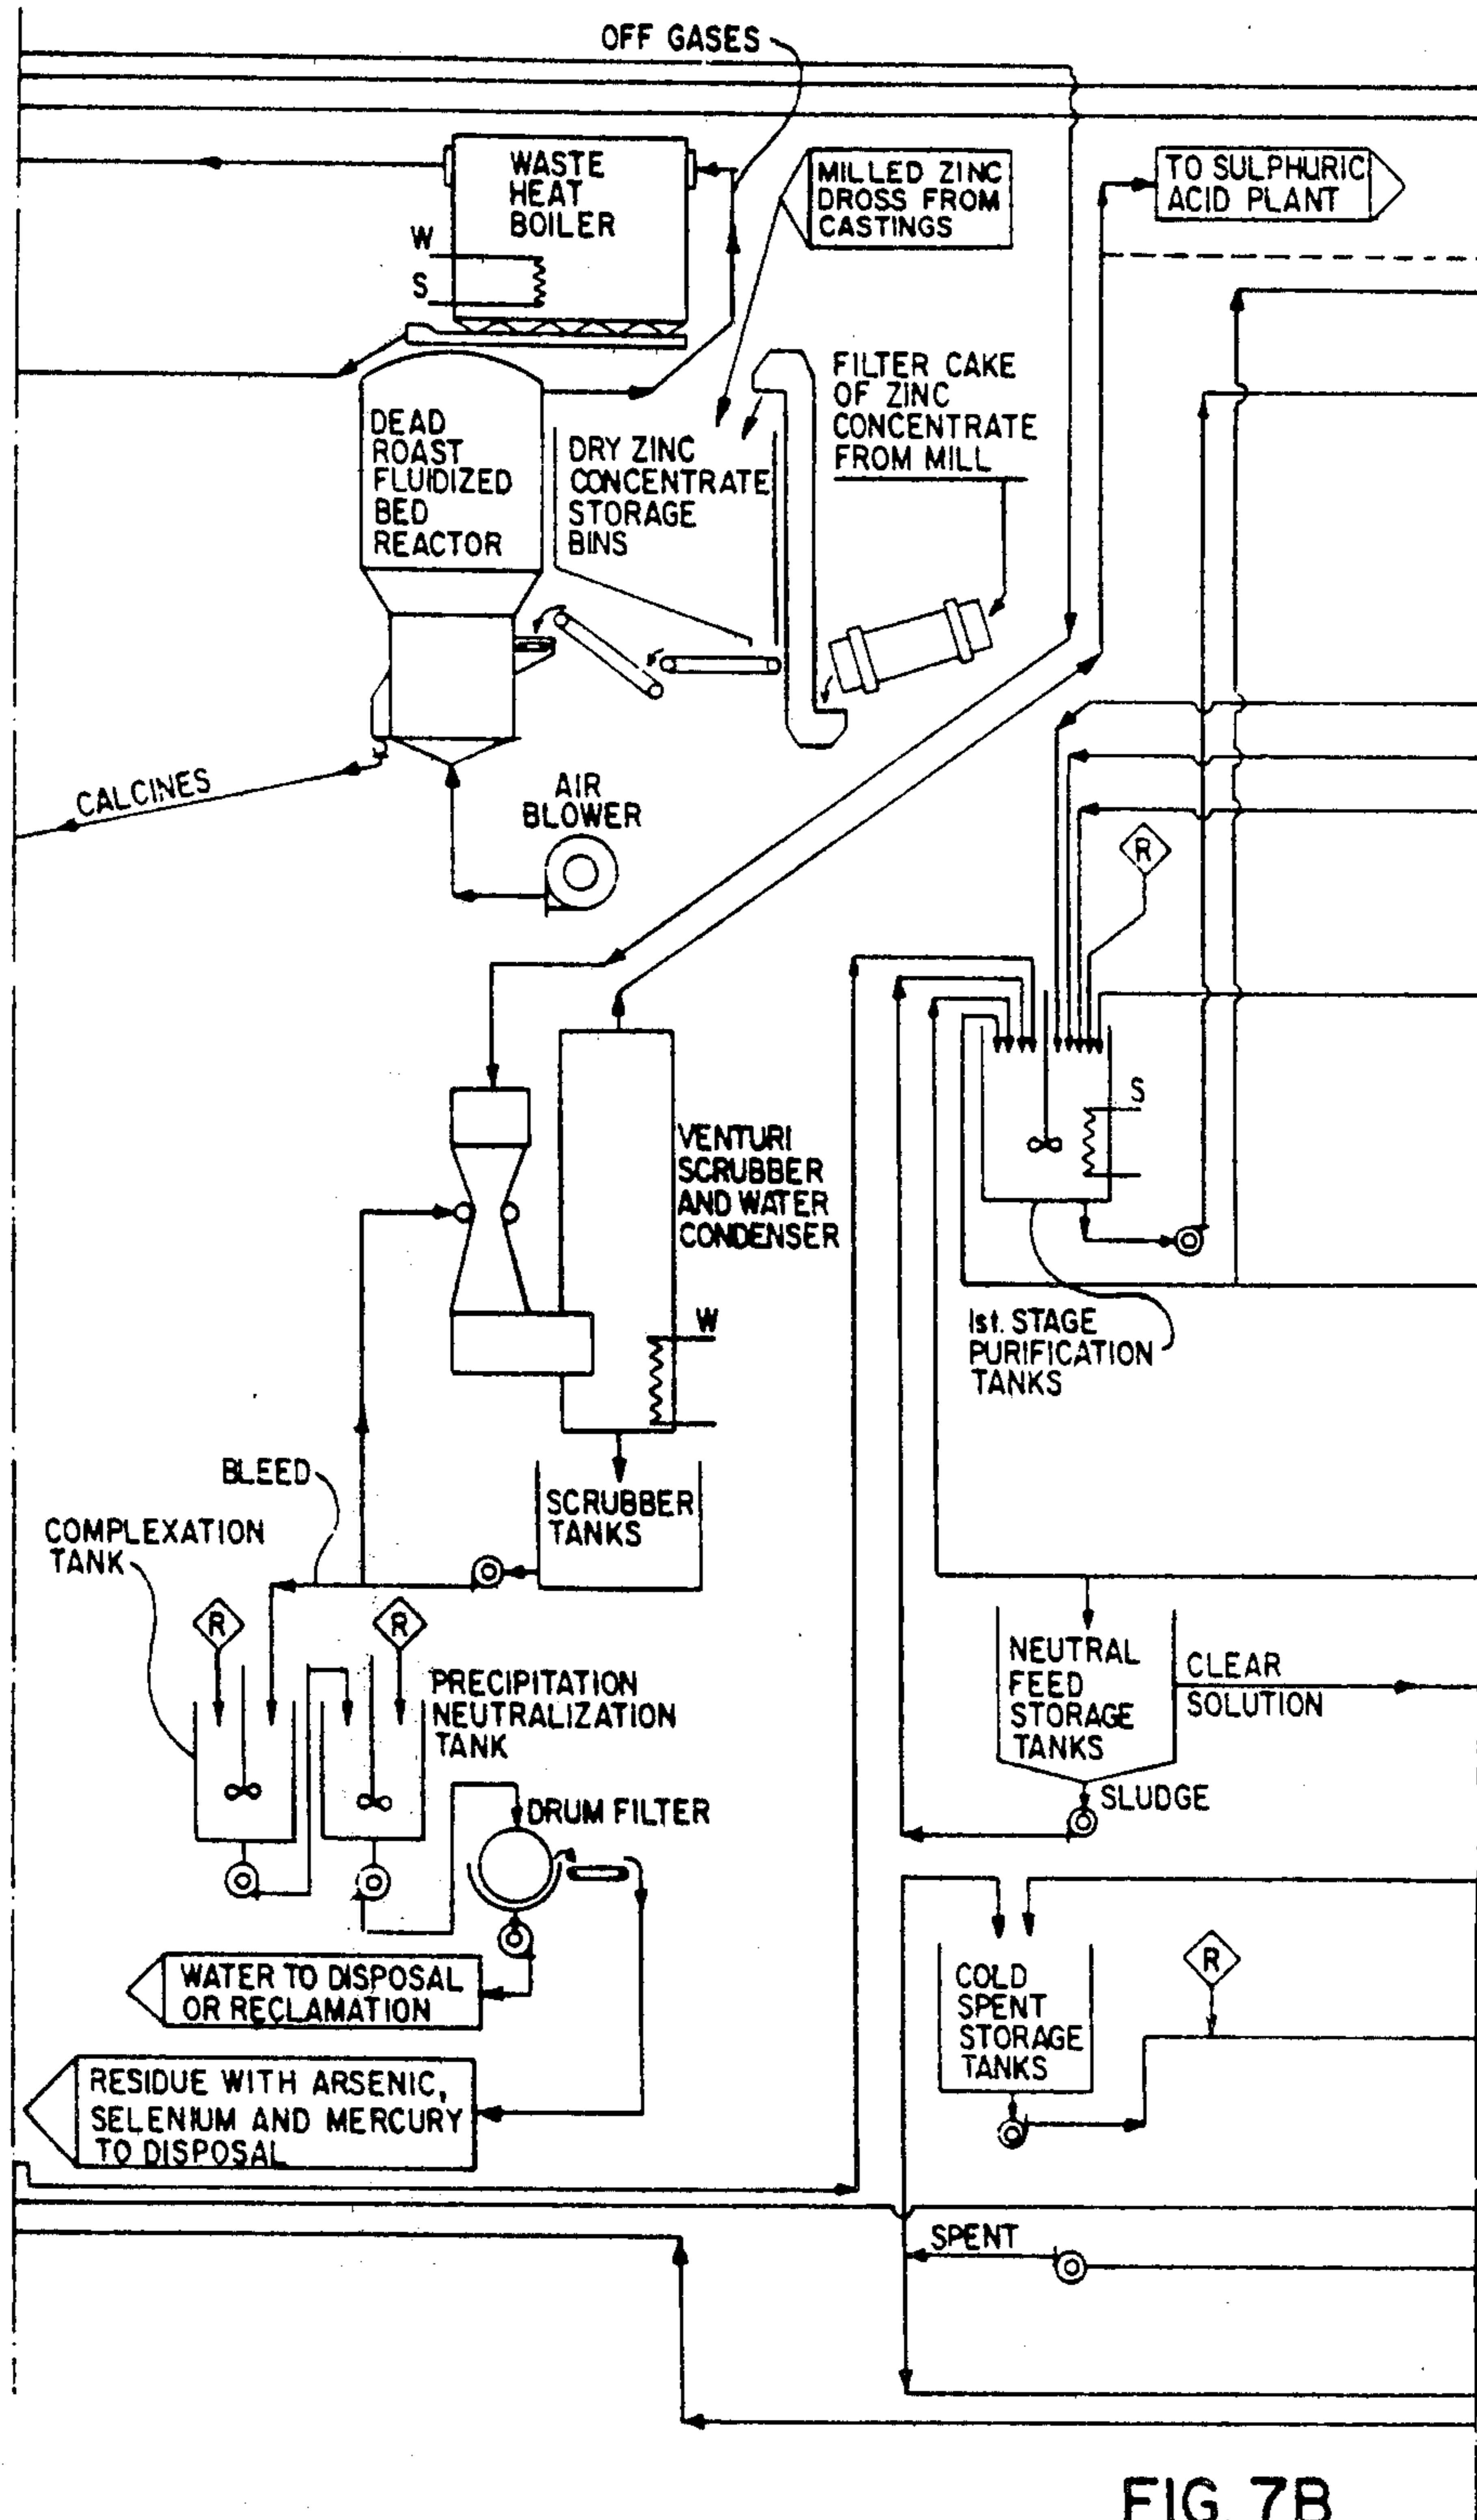 OFF GASES
WASTE
HEAT
BOILER
W
S
MILLED ZINC
DROSS FROM
CASTINGS
TO SULPHURIC
ACID PLANT
FILTER CAKE
OF ZINC
CONCENTRATE
FROM MILL
DEAD
ROAST
FLUIDIZED
BED
REACTOR
DRY ZINC
CONCENTRATE
STORAGE
BINS
CALCINES
AIR
BLOWER
R
S
VENTURI
SCRUBBER
AND WATER
CONDENSER
W
1st. STAGE
PURIFICATION
TANKS
BLEED
SCRUBBER
TANKS
COMPLEXATION
TANK
R
R
PRECIPITATION
NEUTRALIZATION
TANK
NEUTRAL
FEED
STORAGE
TANKS
CLEAR
SOLUTION
SLUDGE
DRUM FILTER
WATER TO DISPOSAL
OR RECLAMATION
COLD
SPENT
STORAGE
TANKS
R
RESIDUE WITH ARSENIC,
SELENIUM AND MERCURY
TO DISPOSAL
SPENT
FIG. 7B